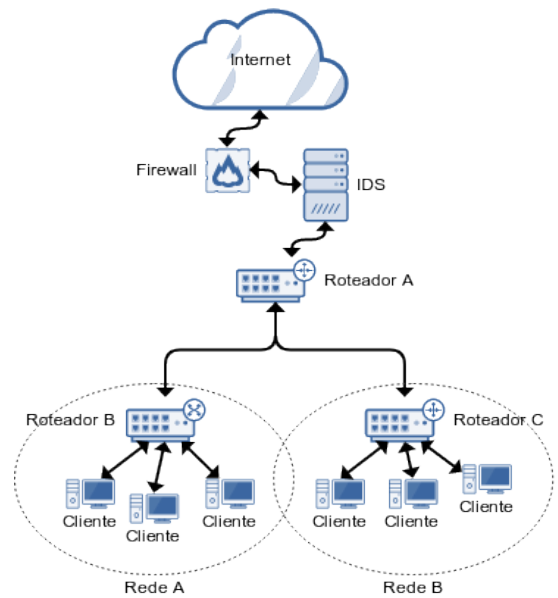 Internet
Firewall
IDS
Roteador A
Roteador B
Roteador C
Cliente
Cliente
Cliente
Cliente
Cliente
Cliente
Rede A
Rede B